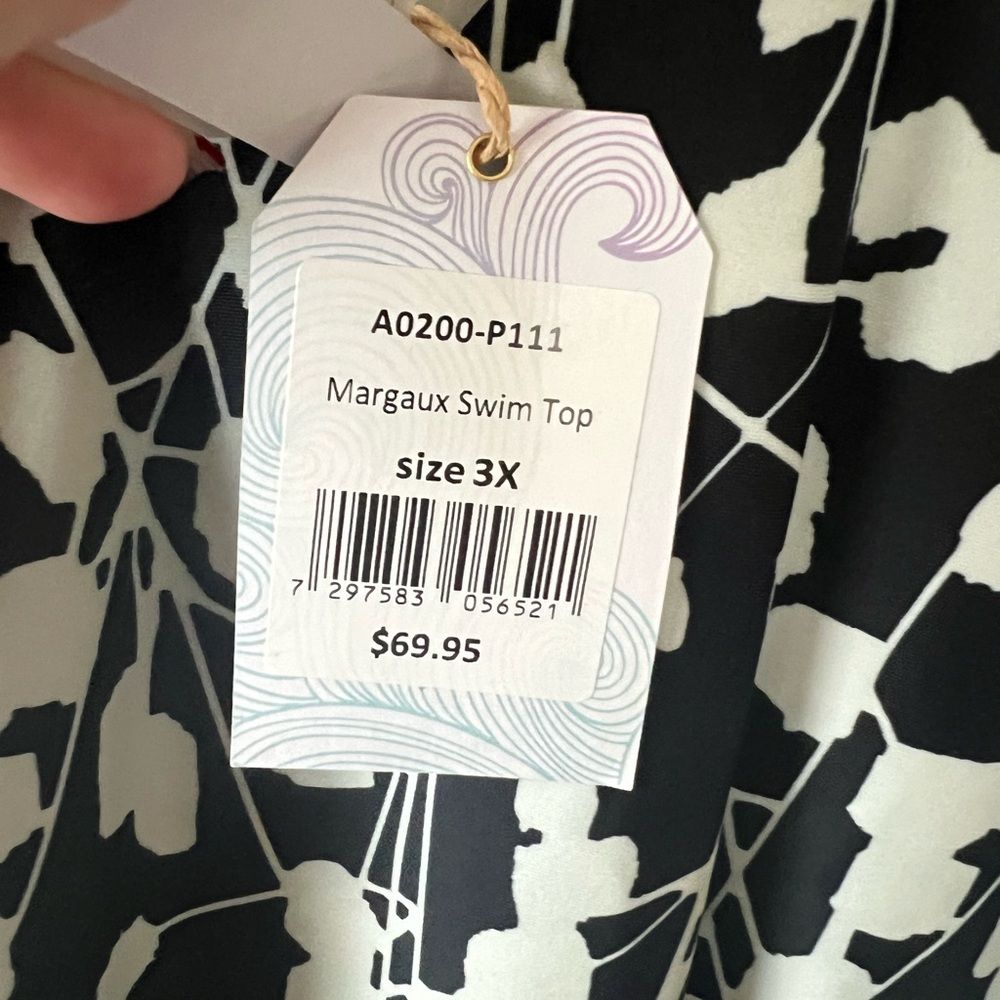 A0200-P111
Margaux Swim Top
size 3X
7 297583 056521
$69.95